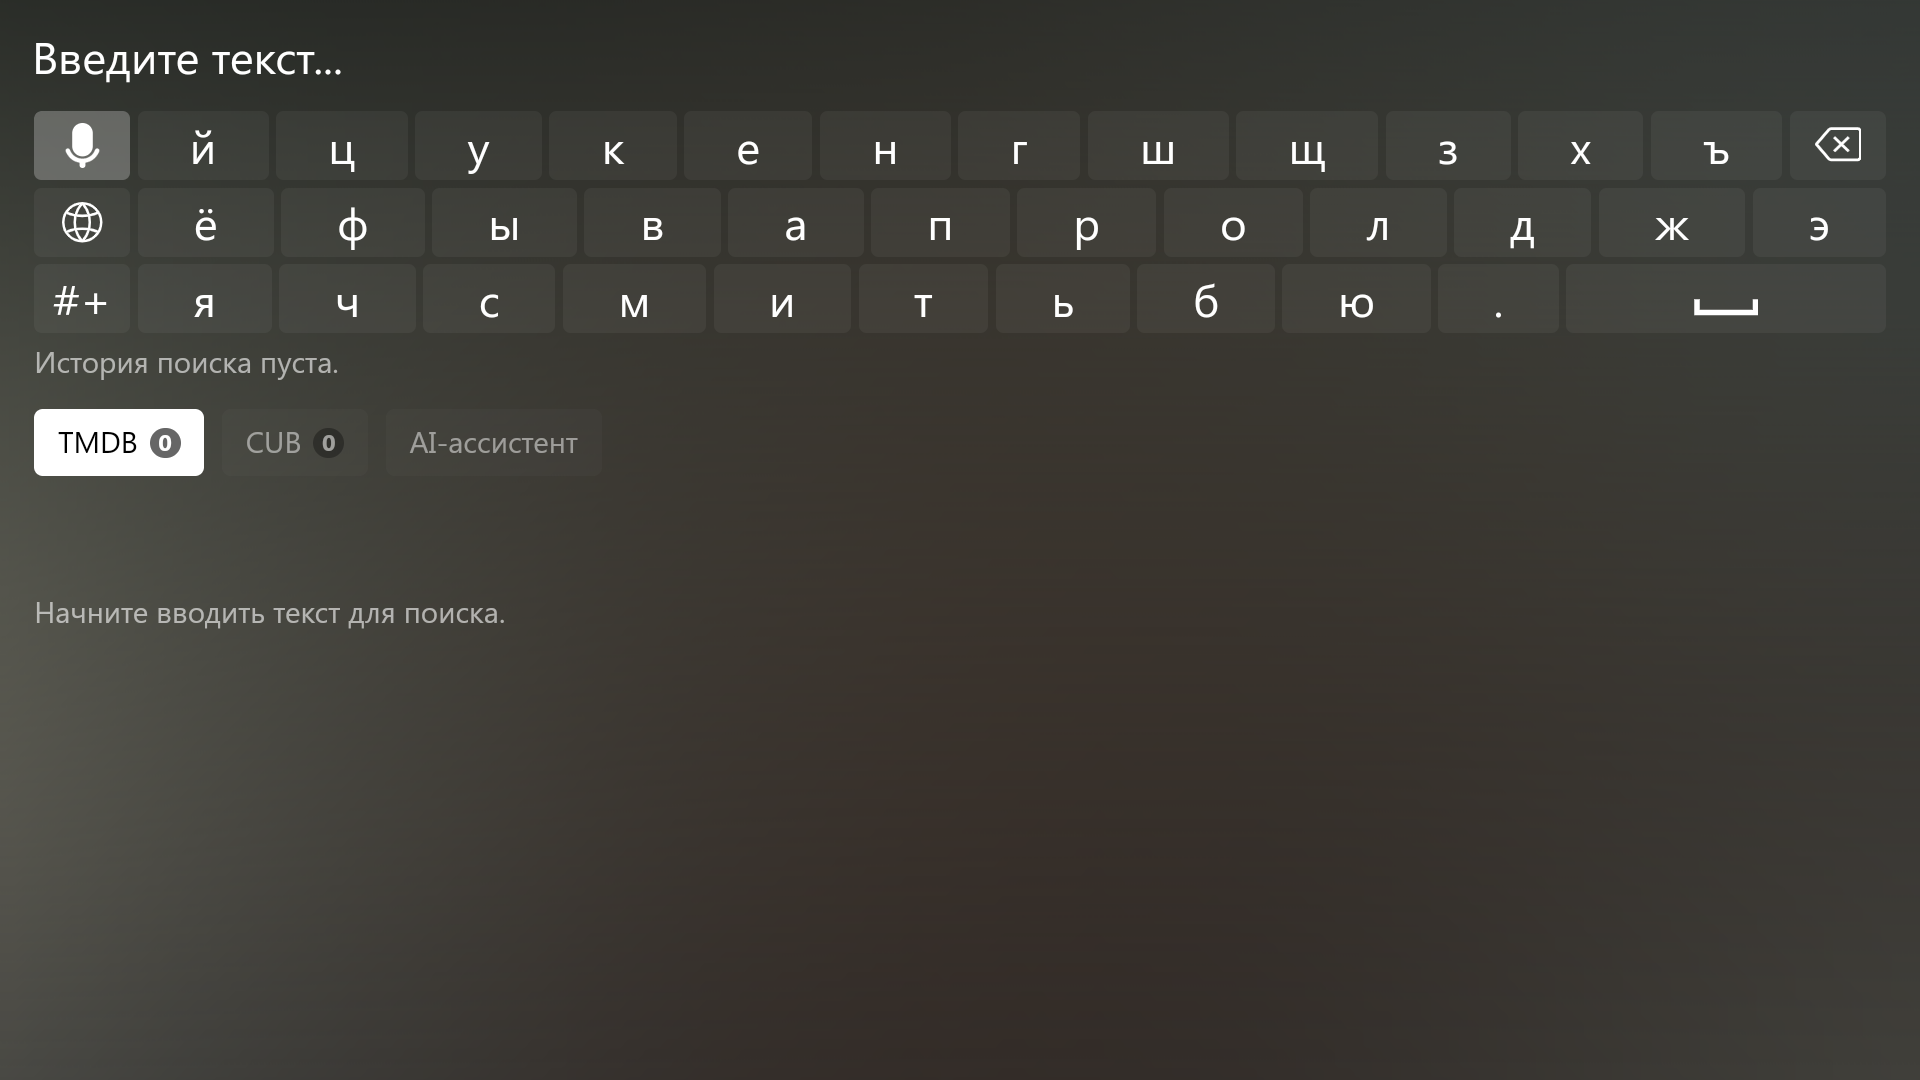 Введите текст...
й ц у к е н г ш щ з х ъ
ё ф ы в а п р о л д ж э
#+ я ч с м и т ь б ю .
История поиска пуста.
TMDB 0 CUB 0 AI-ассистент
Начните вводить текст для поиска.